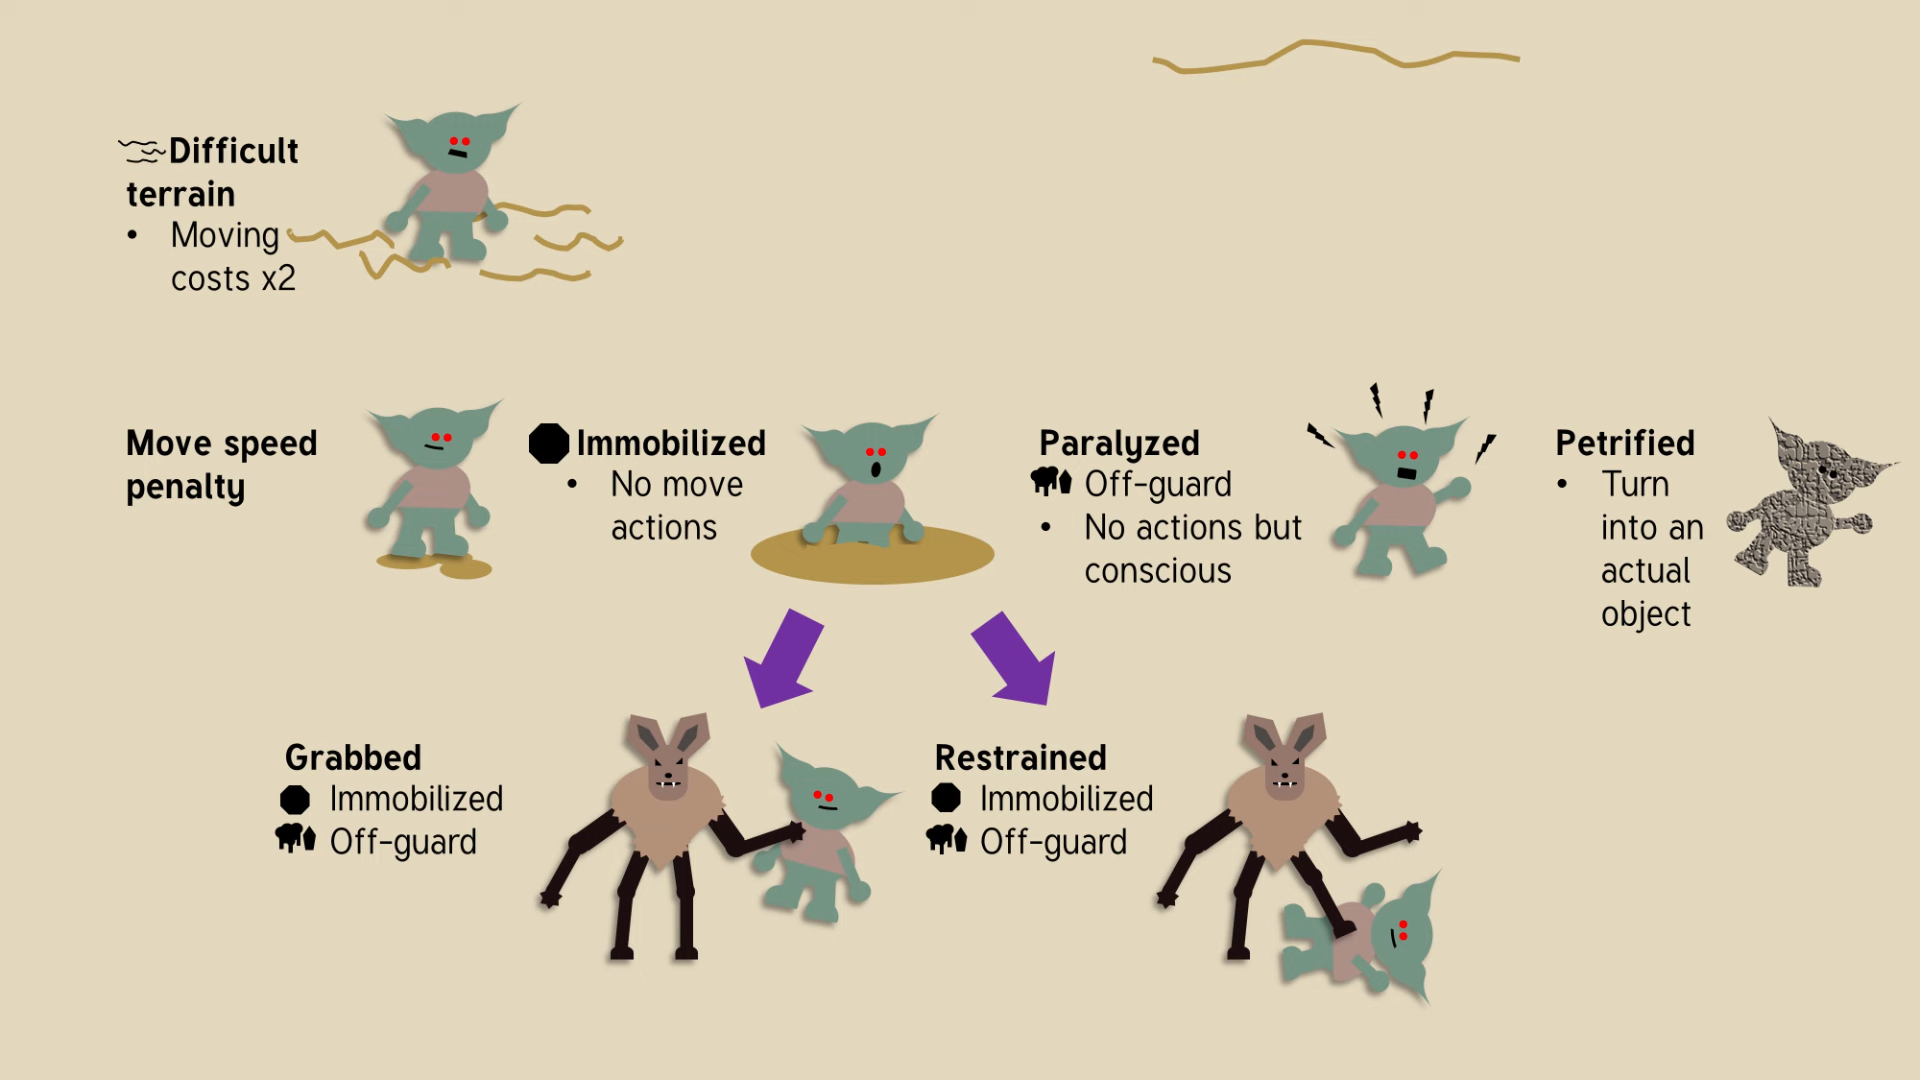 Difficult
terrain
• Moving
costs x2
Move speed
penalty
Immobilized
• No move
actions
Paralyzed
Off-guard
• No actions but
conscious
Petrified
• Turn
into an
actual
object
Grabbed
Immobilized
Off-guard
Restrained
Immobilized
Off-guard